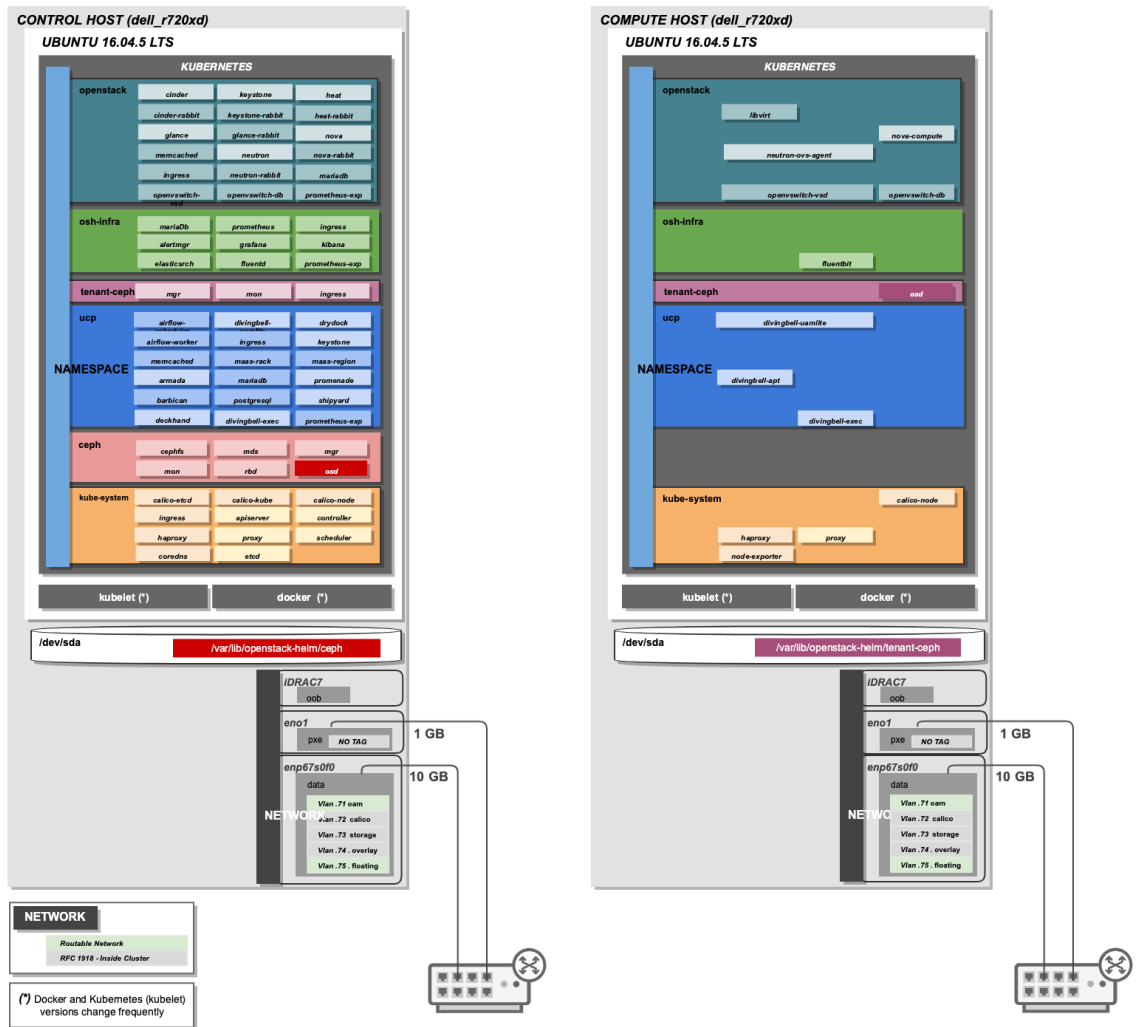 CONTROL HOST (dell_r720xd)
UBUNTU 16.04.5 LTS
KUBERNETES
NAMESPACE
openstack
cinder keystone heat
cinder-rabbit keystone-rabbit heat-rabbit
glance glance-rabbit nova
memcached neutron nova-rabbit
ingress neutron-rabbit mariadb
openvswitch-vsd openvswitch-db prometheus-exp
osh-infra
mariaDb prometheus ingress
alertmgr grafana kibana
elasticsrch fluentd prometheus-exp
tenant-ceph
mgr mon ingress
ucp
airflow- divingbell- drydock
airflow-worker ingress keystone
memcached maas-rack maas-region
armada mariadb promenade
barbican postgresql shipyard
deckhand divingbell-exec prometheus-exp
ceph
cephfs mds mgr
mon rbd osd
kube-system
calico-etcd calico-kube calico-node
ingress apiserver controller
haproxy proxy scheduler
coredns etcd
kubelet (*) docker (*)
/dev/sda
/var/lib/openstack-helm/ceph
NETWORK
iDRAC7
oob
eno1
pxe NO TAG
1 GB
enp67s0f0
10 GB
data
Vlan .71 oam
Vlan .72 calico
Vlan .73 storage
Vlan .74 . overlay
Vlan .75 . floating
COMPUTE HOST (dell_r720xd)
UBUNTU 16.04.5 LTS
KUBERNETES
NAMESPACE
openstack
libvirt
nova-compute
neutron-ovs-agent
openvswitch-vsd openvswitch-db
osh-infra
fluentbit
tenant-ceph
osd
ucp
divingbell-uamlite
divingbell-apt
divingbell-exec
kube-system
calico-node
haproxy proxy
node-exporter
kubelet (*) docker (*)
/dev/sda
/var/lib/openstack-helm/tenant-ceph
NETWO
iDRAC7
oob
eno1
pxe NO TAG
1 GB
enp67s0f0
10 GB
data
Vlan .71 oam
Vlan .72 calico
Vlan .73 storage
Vlan .74 . overlay
Vlan .75 . floating
NETWORK
Routable Network
RFC 1918 - Inside Cluster
(*) Docker and Kubernetes (kubelet)
versions change frequently